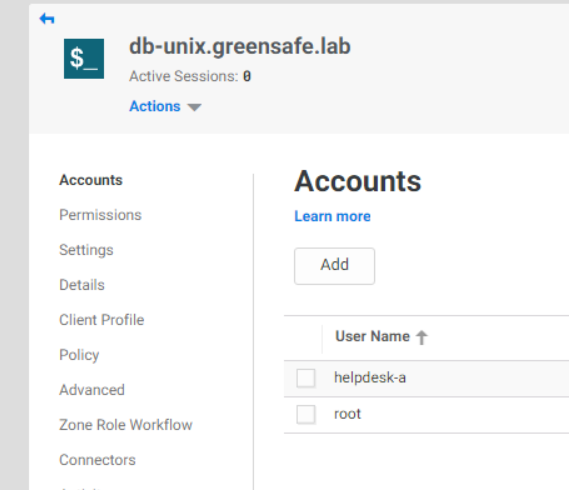 $_
db-unix.greensafe.lab
Active Sessions: 0
Actions
Accounts
Permissions
Settings
Details
Client Profile
Policy
Advanced
Zone Role Workflow
Connectors
Accounts
Learn more
Add
User Name
helpdesk-a
root